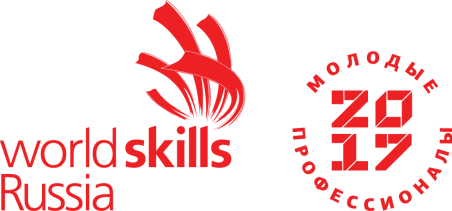 worldskills
Russia
МОЛОДЫЕ
2017
ПРОФЕССИОНАЛЫ